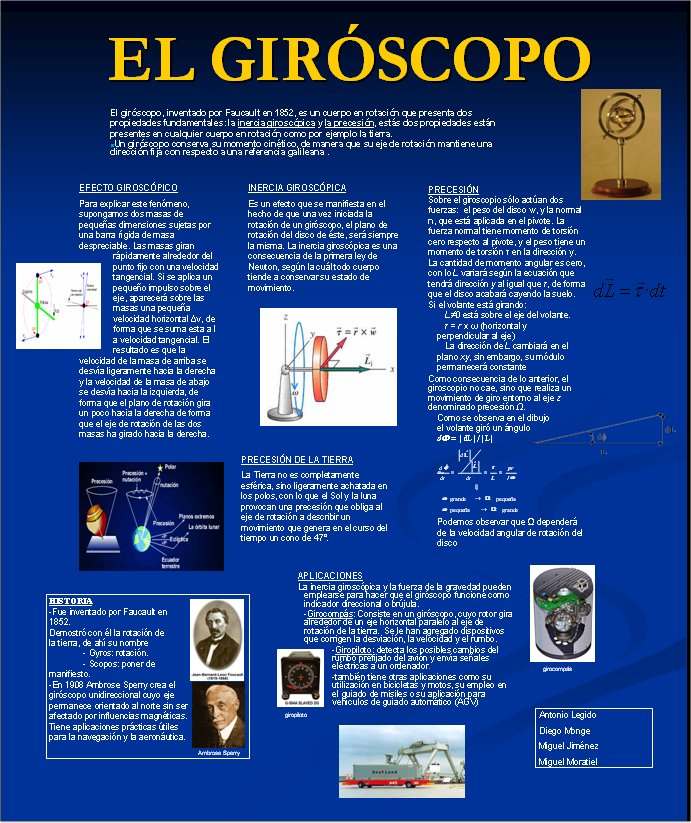 EL GIRÓSCOPO
El giróscopo, inventado por Faucault en 1852, es un cuerpo en rotación que presenta dos
propiedades fundamentales: la inercia giroscópica y la precesión, estás dos propiedades están
presentes en cualquier cuerpo en rotación como por ejemplo la tierra.
Un giróscopo conserva su momento cinético, de manera que su eje de rotación mantiene una
dirección fija con respecto a una referencia galileana .
EFECTO GIROSCÓPICO
Para explicar este fenómeno,
supongamos dos masas de
pequeñas dimensiones sujetas por
una barra rígida de masa
despreciable. Las masas giran
rápidamente alrededor del
punto fijo con una velocidad
tangencial. Si se aplica un
pequeño impulso sobre el
eje, aparecerá sobre las
masas una pequeña
velocidad horizontal Δv, de
forma que se suma esta a l
a velocidad tangencial. El
resultado es que la
velocidad de la masa de arriba se
desvía ligeramente hacia la derecha
y la velocidad de la masa de abajo
se desvía hacia la izquierda, de
forma que el plano de rotación gira
un poco hacia la derecha de forma
que el eje de rotación de las dos
masas ha girado hacia la derecha.
INERCIA GIROSCÓPICA
Es un efecto que se manifiesta en el
hecho de que una vez iniciada la
rotación de un giróscopo, el plano de
rotación del disco de éste, será siempre
la misma. La inercia giroscópica es una
consecuencia de la primera ley de
Newton, según la cuál todo cuerpo
tiende a conservar su estado de
movimiento.
z
y
x
τ = r × w
L
ω
PRECESIÓN
Sobre el giroscopio sólo actúan dos
fuerzas: el peso del disco w, y la normal
n, que está aplicada en el pivote. La
fuerza normal tiene momento de torsión
cero respecto al pivote, y el peso tiene un
momento de torsión τ en la dirección y.
La cantidad de momento angular es cero,
con lo L variará según la ecuación que
tendrá dirección y al igual que τ, de forma
que el disco acabará cayendo la suelo.
Si el volante está girando:
L≠0 está sobre el eje del volante.
τ = r x ω (horizontal y
perpendicular al eje)
La dirección de L cambiará en el
plano xy, sin embargo, su módulo
permanecerá constante
Como consecuencia de lo anterior, el
giroscopio no cae, sino que realiza un
movimiento de giro entorno al eje z
denominado precesión Ω.
Como se observa en el dibujo
el volante giró un ángulo
dΦ = | dL| / |L|
dL = τ · dt
dϕ
ω grande → Ω pequeña
ω pequeña → Ω grande
Podemos observar que Ω dependerá
de la velocidad angular de rotación del
disco
PRECESIÓN DE LA TIERRA
La Tierra no es completamente
esférica, sino ligeramente achatada en
los polos, con lo que el Sol y la luna
provocan una precesión que obliga al
eje de rotación a describir un
movimiento que genera en el curso del
tiempo un cono de 47º.
Precesión
Precesión +
nutación
Polar
nutación
Precesión
Planos extremos
La órbita lunar
Ecliptica
Ecuador
terrestre
HISTORIA
- Fue inventado por Faucault en
1852.
Demostró con él la rotación de
la tierra, de ahí su nombre
- Gyros: rotación.
- Scopos: poner de
manifiesto.
-En 1908 Ambrose Sperry crea el
giróscopo unidireccional cuyo eje
permanece orientado al norte sin ser
afectado por influencias magnéticas.
Tiene aplicaciones prácticas útiles
para la navegación y la aeronáutica.
Jean-Bernard-Leon Foucault
(1819-1868)
Ambrose Sperry
APLICACIONES
La inercia giroscópica y la fuerza de la gravedad pueden
emplearse para hacer que el giróscopo funcione como
indicador direccional o brújula.
-Girocompás: Consiste en un giróscopo, cuyo rotor gira
alrededor de un eje horizontal paralelo al eje de
rotación de la tierra. Se le han agregado dispositivos
que corrigen la desviación, la velocidad y el rumbo.
-Giropiloto: detecta los posibles cambios del
rumbo prefijado del avión y envía señales
eléctricas a un ordenador.
-también tiene otras aplicaciones como su
utilización en bicicletas y motos, su empleo en
el guiado de misiles o su aplicación para
vehículos de guiado automático (AGV)
giropiloto
girocompás
Antonio Legido
Diego Monge
Miguel Jiménez
Miguel Moratiel